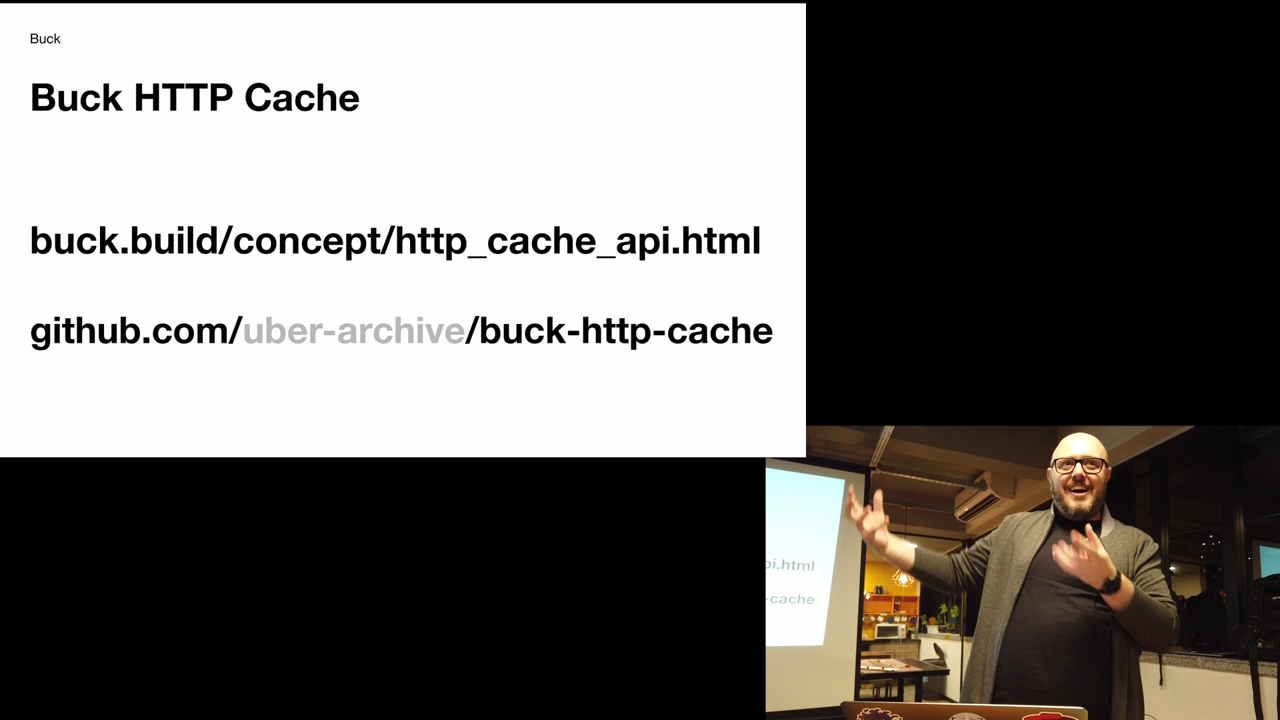 Buck
Buck HTTP Cache
buck.build/concept/http_cache_api.html
github.com/uber-archive/buck-http-cache
pi.html
-cache